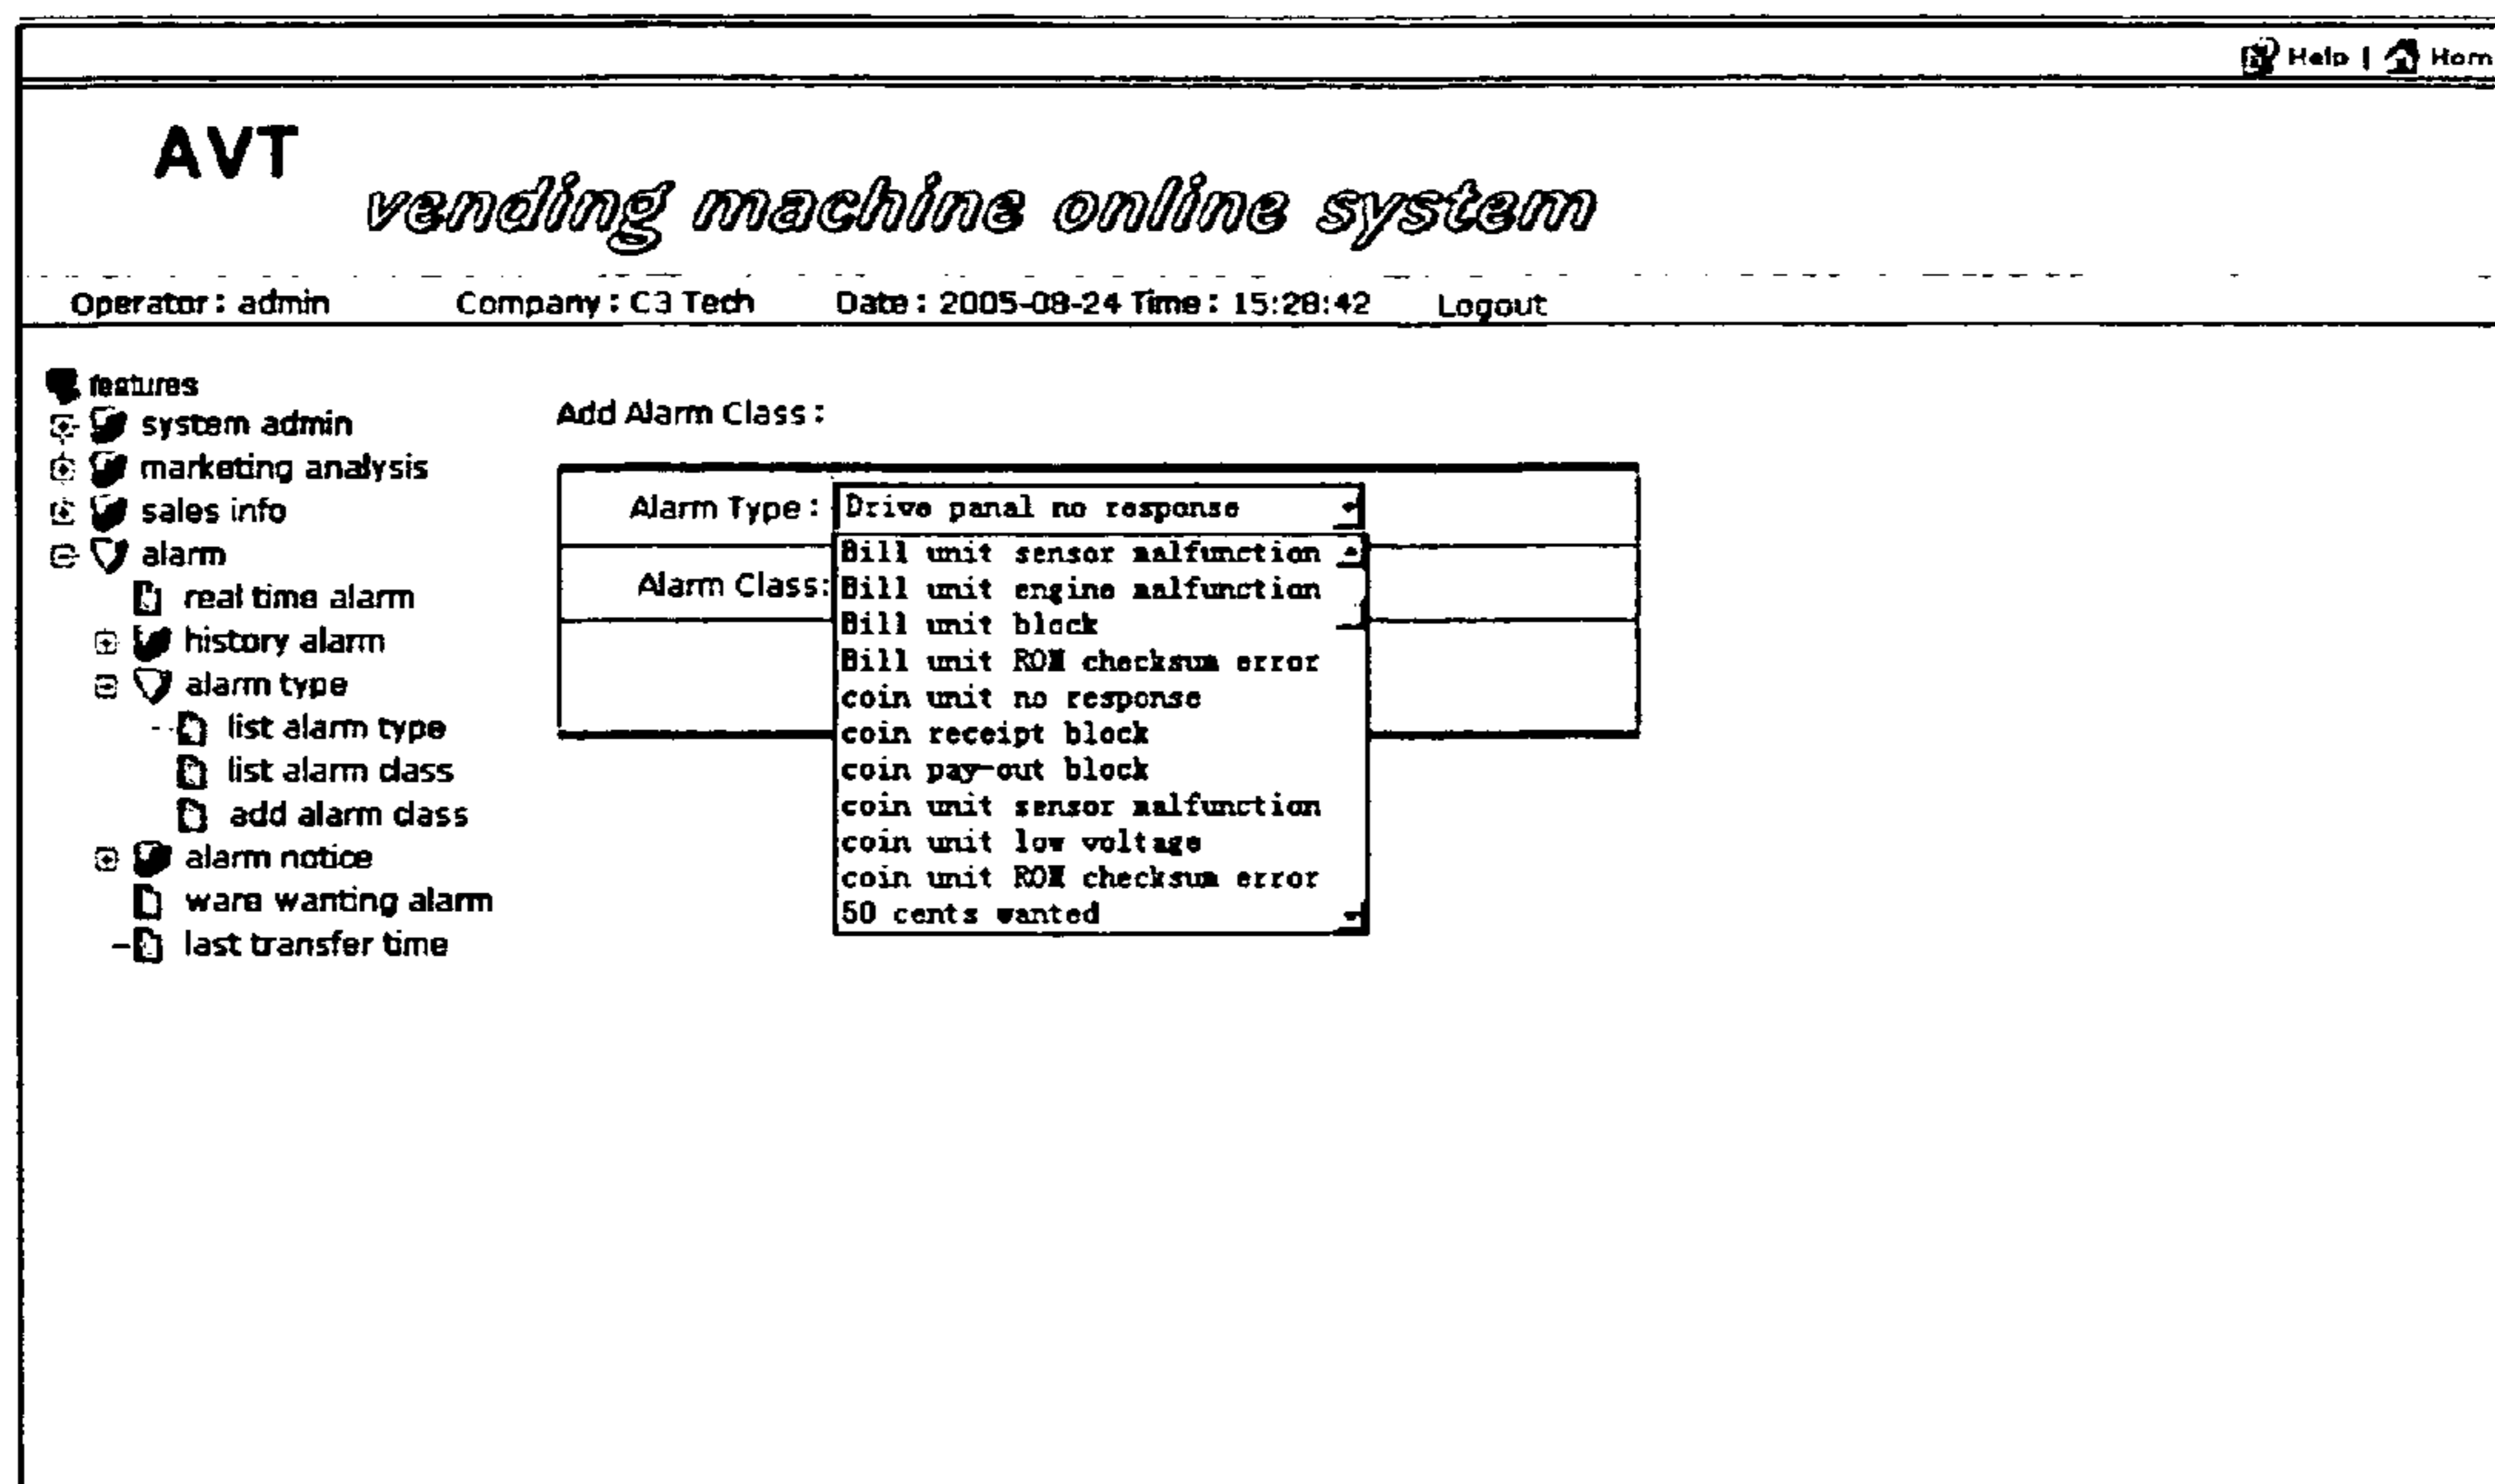 Help | Hom
AVT
vending machine online system
Operator : admin Company : C3 Tech Date : 2005-08-24 Time : 15:28:42 Logout
features
system admin
marketing analysis
sales info
alarm
real time alarm
history alarm
alarm type
list alarm type
list alarm class
add alarm class
alarm notice
ware wanting alarm
last transfer time
Add Alarm Class :
Alarm Type : Drive panal no response
Alarm Class:
Bill unit sensor malfunction
Bill unit engine malfunction
Bill unit block
Bill unit ROM checksum error
coin unit no response
coin receipt block
coin pay-out block
coin unit sensor malfunction
coin unit low voltage
coin unit ROM checksum error
50 cents wanted